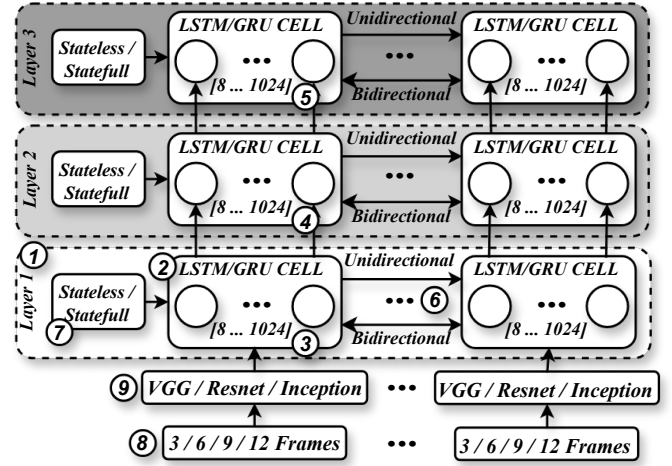 Layer 3
Stateless /
Statefull
LSTM/GRU CELL
•••
[8 ... 1024]
5
Unidirectional
•••
Bidirectional
LSTM/GRU CELL
•••
[8 ... 1024]
Layer 2
Stateless /
Statefull
LSTM/GRU CELL
•••
[8 ... 1024]
4
Unidirectional
•••
Bidirectional
LSTM/GRU CELL
•••
[8 ... 1024]
1
Layer 1
Stateless /
Statefull
7
2
LSTM/GRU CELL
•••
[8 ... 1024]
3
Unidirectional
••• 6
Bidirectional
LSTM/GRU CELL
•••
[8 ... 1024]
9 VGG / Resnet / Inception ••• VGG / Resnet / Inception
8 3 / 6 / 9 / 12 Frames ••• 3 / 6 / 9 / 12 Frames